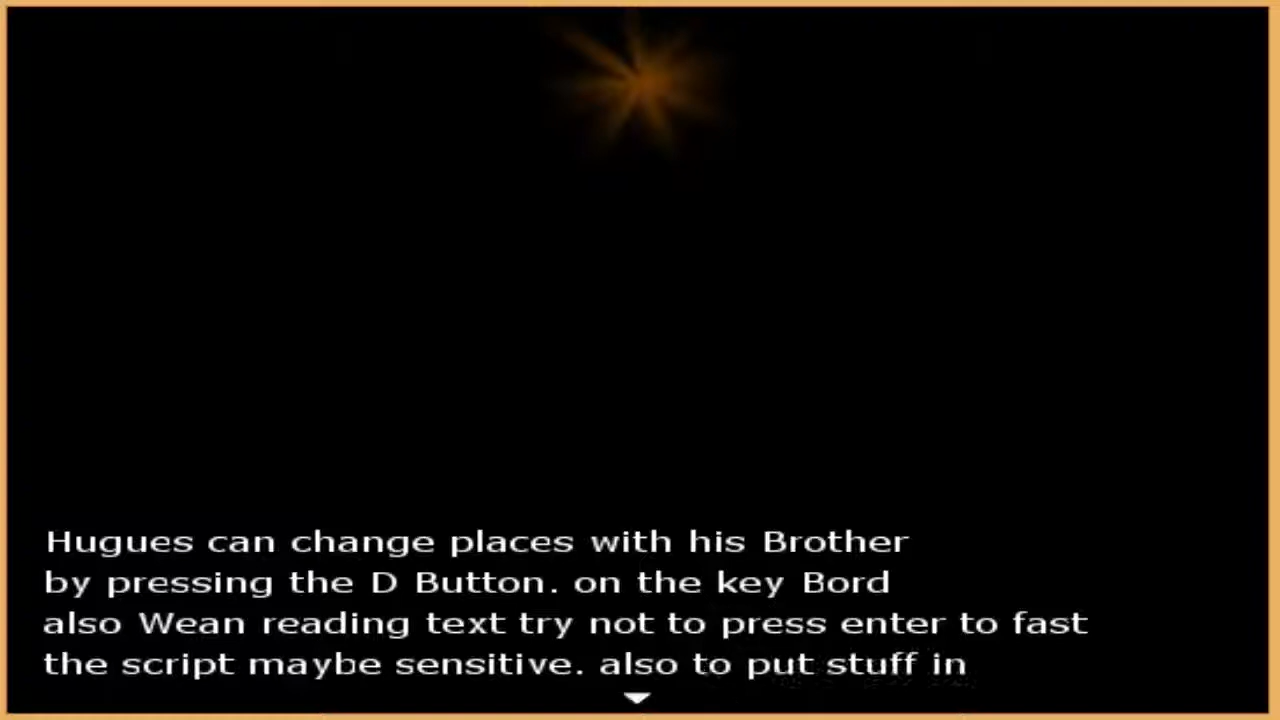 Hugues can change places with his Brother
by pressing the D Button. on the key Bord
also Wean reading text try not to press enter to fast
the script maybe sensitive. also to put stuff in